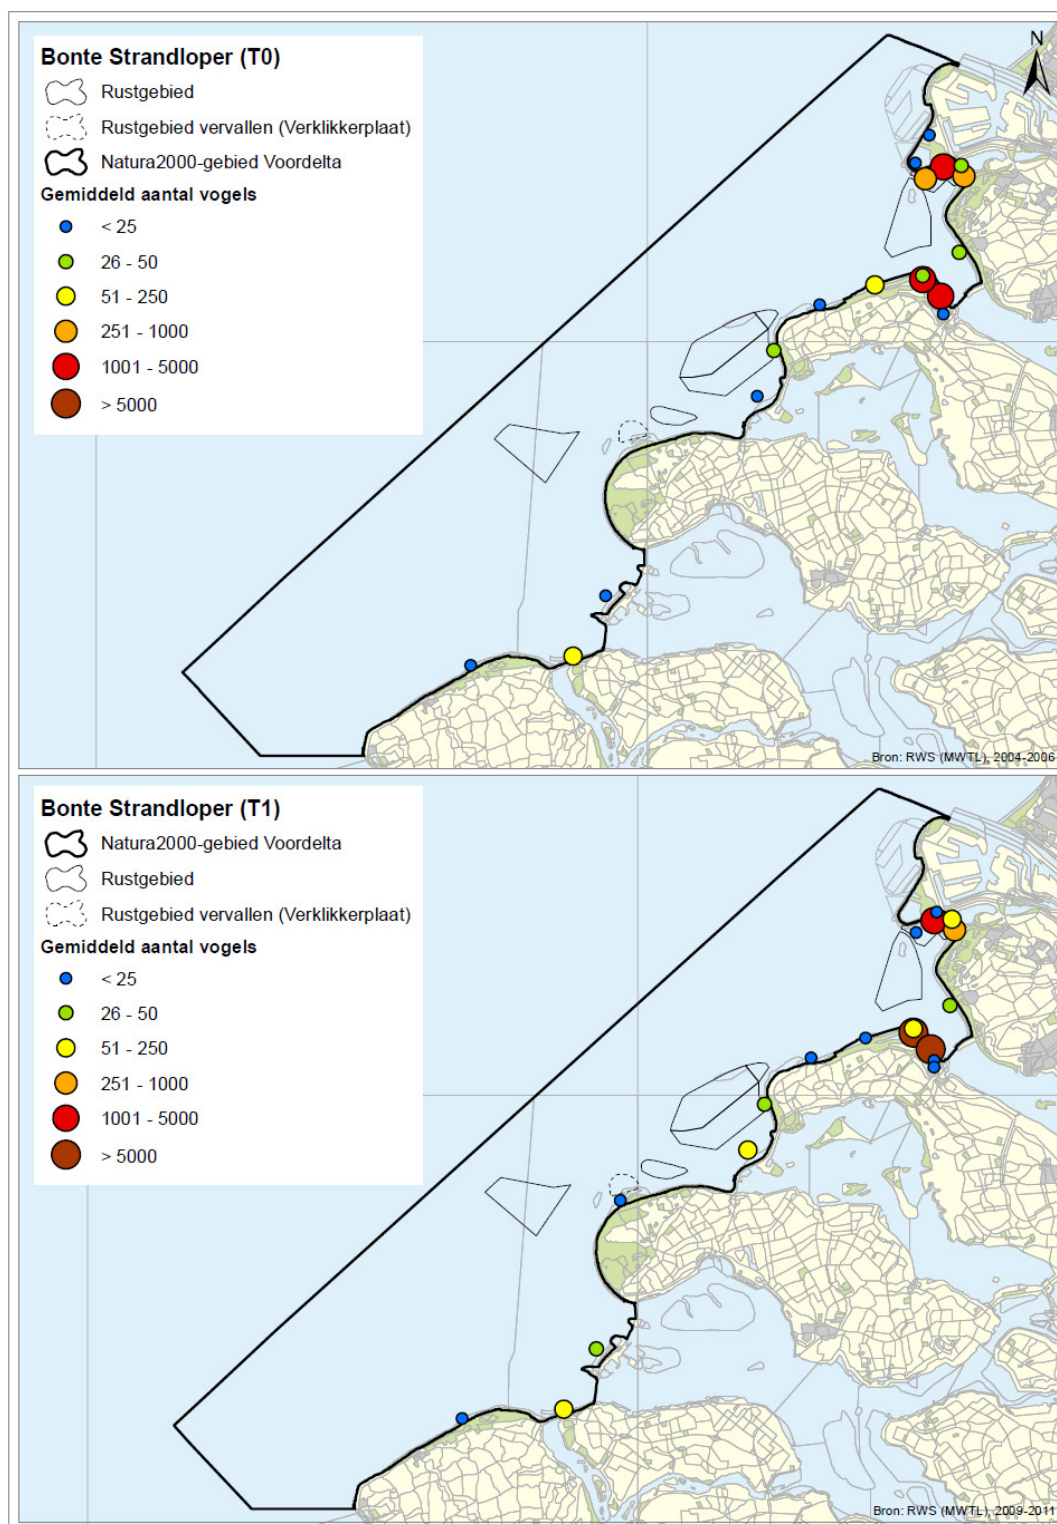 Bonte Strandloper (T0)
Rustgebied
Rustgebied vervallen (Verklikkerplaat)
Natura2000-gebied Voordelta
Gemiddeld aantal vogels
< 25
26 - 50
51 - 250
251 - 1000
1001 - 5000
> 5000
N
Bron: RWS (MWTL), 2004-2006
Bonte Strandloper (T1)
Natura2000-gebied Voordelta
Rustgebied
Rustgebied vervallen (Verklikkerplaat)
Gemiddeld aantal vogels
< 25
26 - 50
51 - 250
251 - 1000
1001 - 5000
> 5000
Bron: RWS (MWTL), 2009-2011